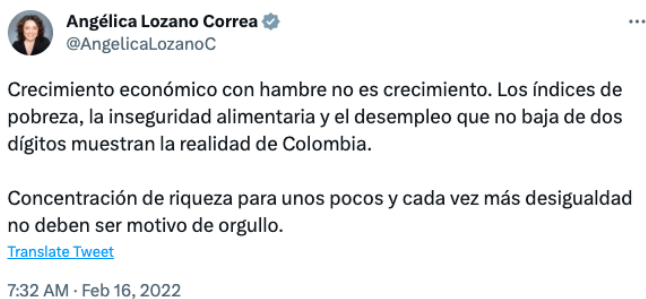 Angélica Lozano Correa
@AngelicaLozanoC
Crecimiento económico con hambre no es crecimiento. Los índices de
pobreza, la inseguridad alimentaria y el desempleo que no baja de dos
dígitos muestran la realidad de Colombia.
Concentración de riqueza para unos pocos y cada vez más desigualdad
no deben ser motivo de orgullo.
Translate Tweet
7:32 AM · Feb 16, 2022